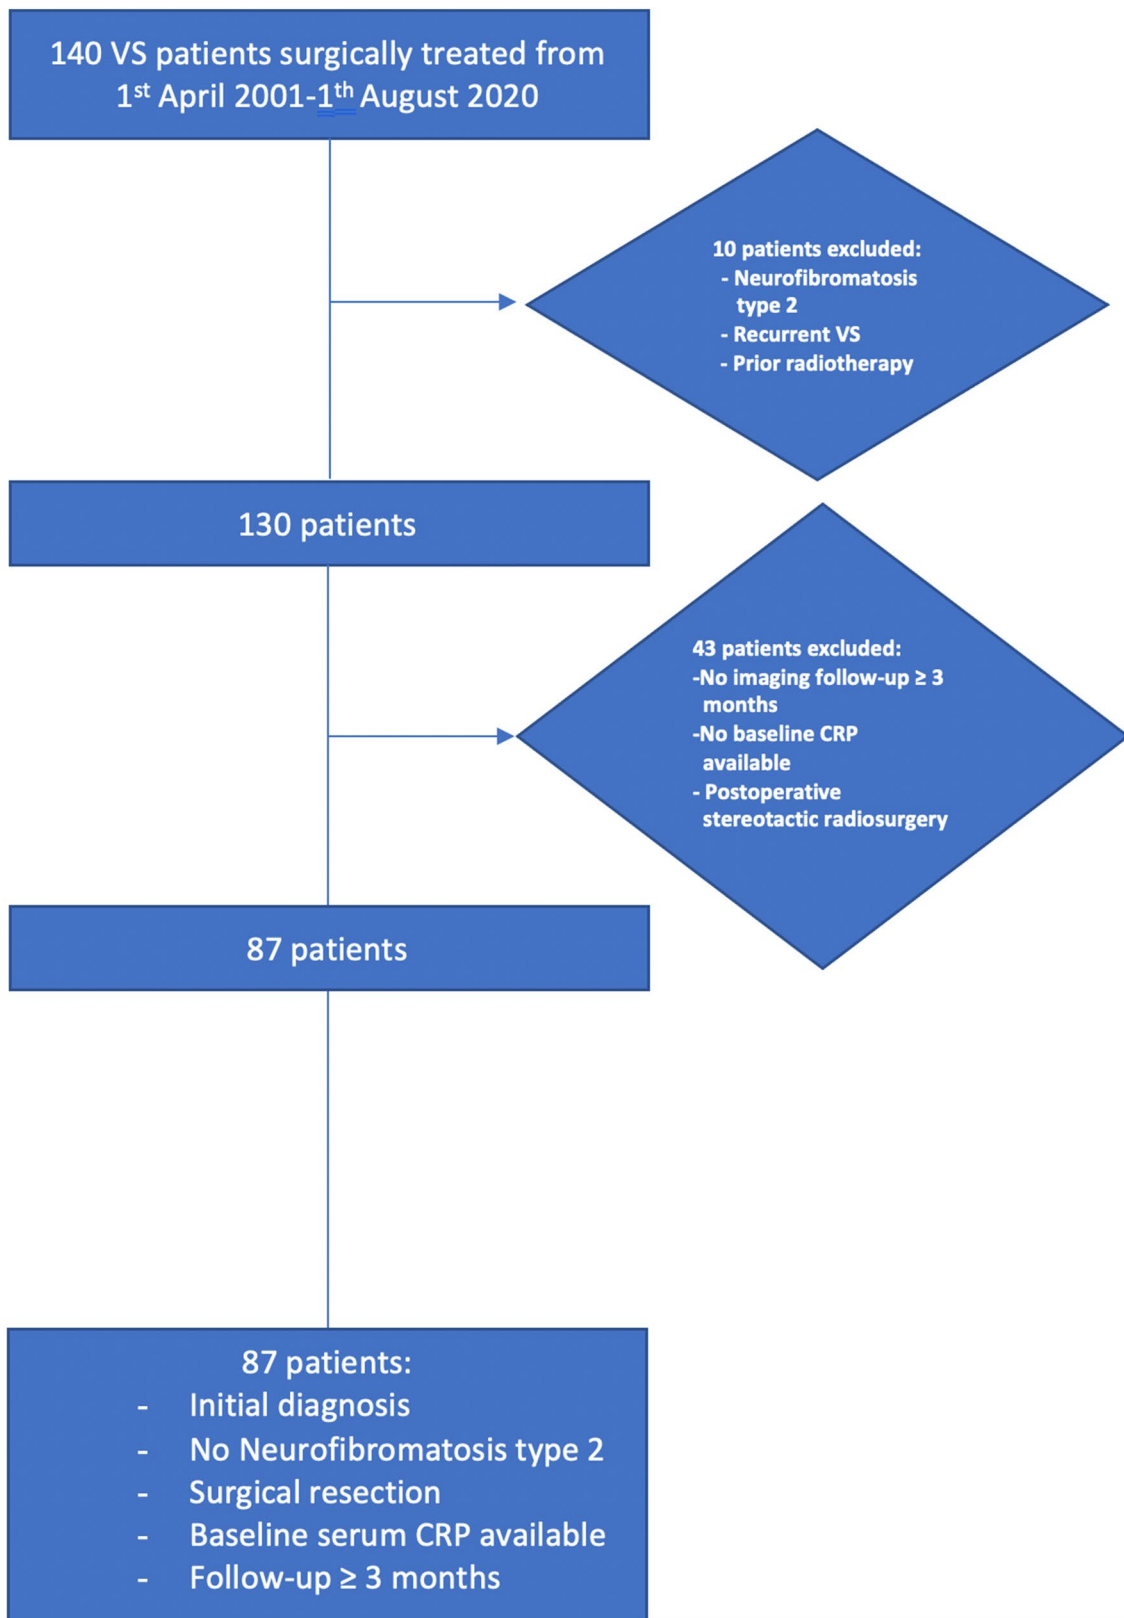 140 VS patients surgically treated from
1st April 2001-1th August 2020
10 patients excluded:
- Neurofibromatosis
type 2
- Recurrent VS
- Prior radiotherapy
130 patients
43 patients excluded:
-No imaging follow-up ≥ 3
months
-No baseline CRP
available
- Postoperative
stereotactic radiosurgery
87 patients
87 patients:
- Initial diagnosis
- No Neurofibromatosis type 2
- Surgical resection
- Baseline serum CRP available
- Follow-up ≥ 3 months